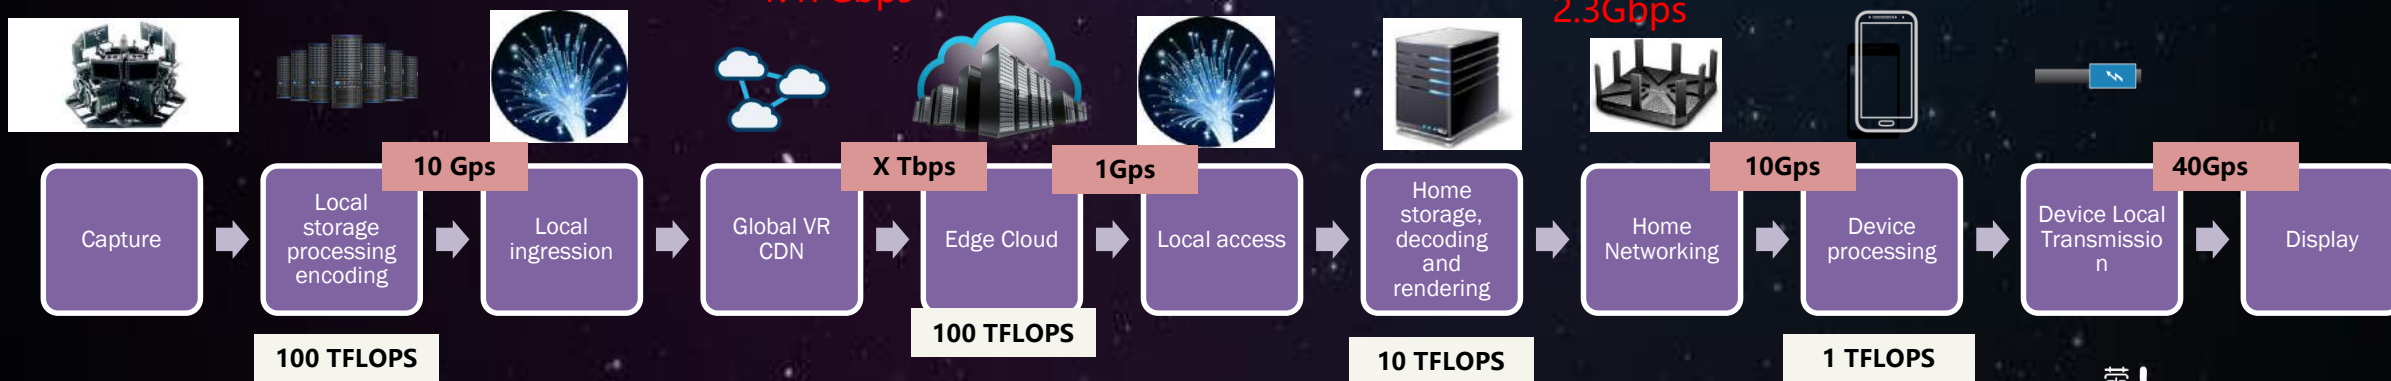 2.3Gbps
10 Gps
X Tbps
1Gps
10Gps
40Gps
Capture
Local
storage
processing
encoding
Local
ingression
Global VR
CDN
Edge Cloud
Local access
Home
storage,
decoding
and
rendering
Home
Networking
Device
processing
Device Local
Transmissio
n
Display
100 TFLOPS
100 TFLOPS
10 TFLOPS
1 TFLOPS